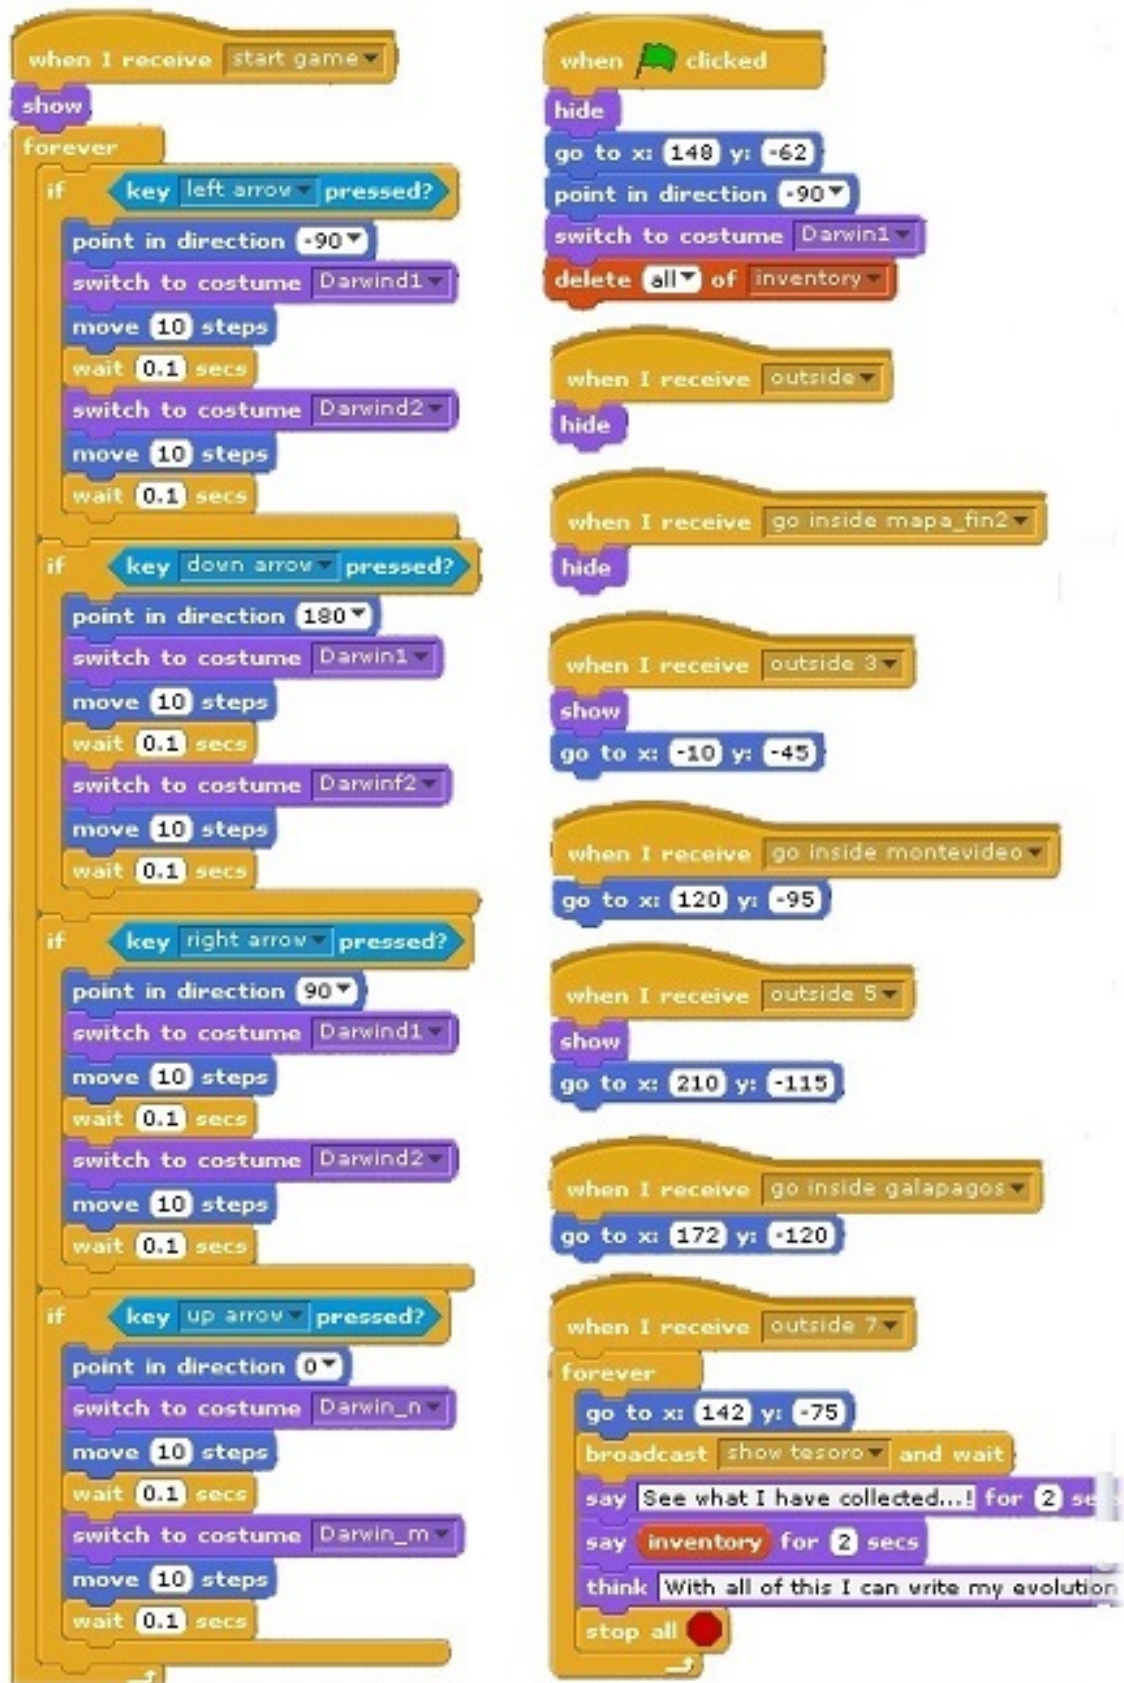 when I receive start game
show
forever
if key left arrow pressed?
point in direction -90
switch to costume Darwind1
move 10 steps
wait 0.1 secs
switch to costume Darwind2
move 10 steps
wait 0.1 secs
if key down arrow pressed?
point in direction 180
switch to costume Darwin1
move 10 steps
wait 0.1 secs
switch to costume Darwinf2
move 10 steps
wait 0.1 secs
if key right arrow pressed?
point in direction 90
switch to costume Darwind1
move 10 steps
wait 0.1 secs
switch to costume Darwind2
move 10 steps
wait 0.1 secs
if key up arrow pressed?
point in direction 0
switch to costume Darwin_n
move 10 steps
wait 0.1 secs
switch to costume Darwin_m
move 10 steps
wait 0.1 secs
when clicked
hide
go to x: 148 y: -62
point in direction -90
switch to costume Darwin1
delete all of inventory
when I receive outside
hide
when I receive go inside mapa_fin2
hide
when I receive outside 3
show
go to x: -10 y: -45
when I receive go inside montevideo
go to x: 120 y: -95
when I receive outside 5
show
go to x: 210 y: -115
when I receive go inside galapagos
go to x: 172 y: -120
when I receive outside 7
forever
go to x: 142 y: -75
broadcast show tesoro and wait
say See what I have collected...! for 2 se
say inventory for 2 secs
think With all of this I can write my evolution
stop all